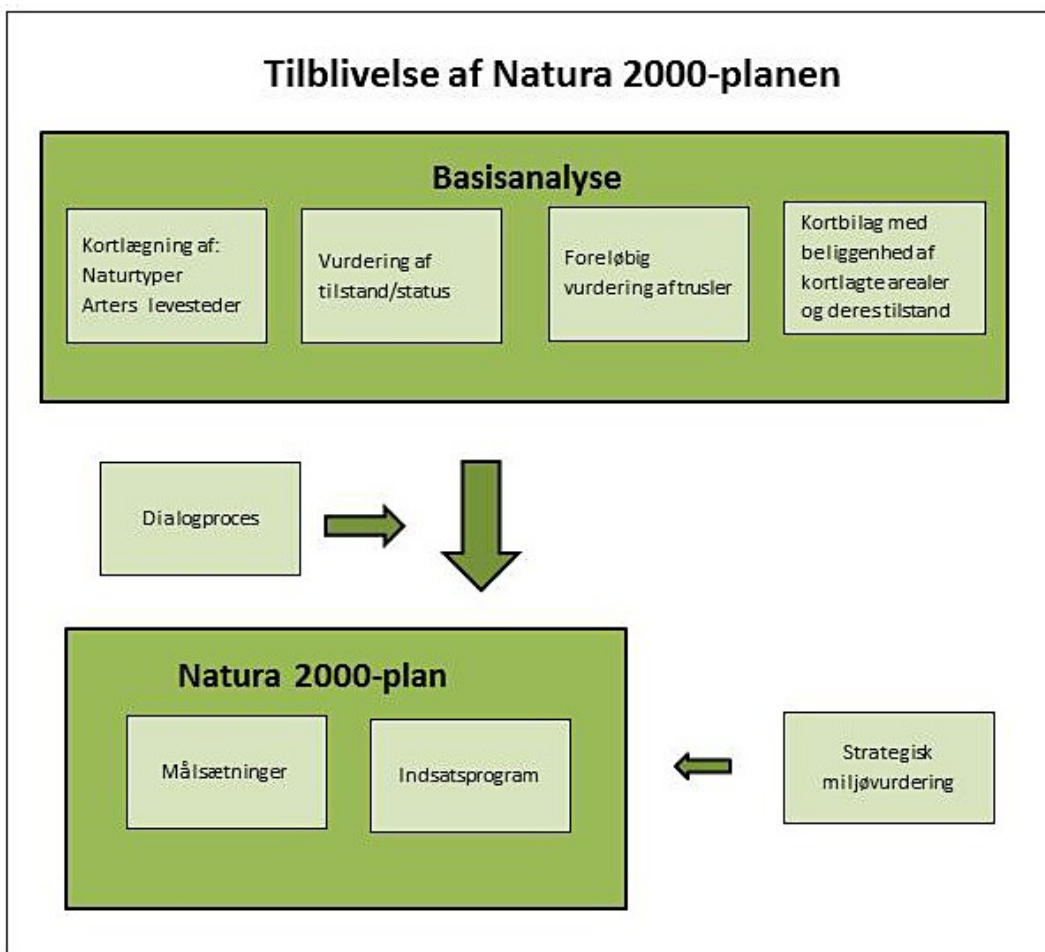 Tilblivelse af Natura 2000-planen
Basisanalyse
Kortlægning af:
Naturtyper
Arters levesteder
Vurdering af
tilstand/status
Foreløbig
vurdering af trusler
Kortbilag med
beliggenhed af
kortlagte arealer
og deres tilstand
Dialogproces
Natura 2000-plan
Målsætninger
Indsatsprogram
Strategisk
miljøvurdering